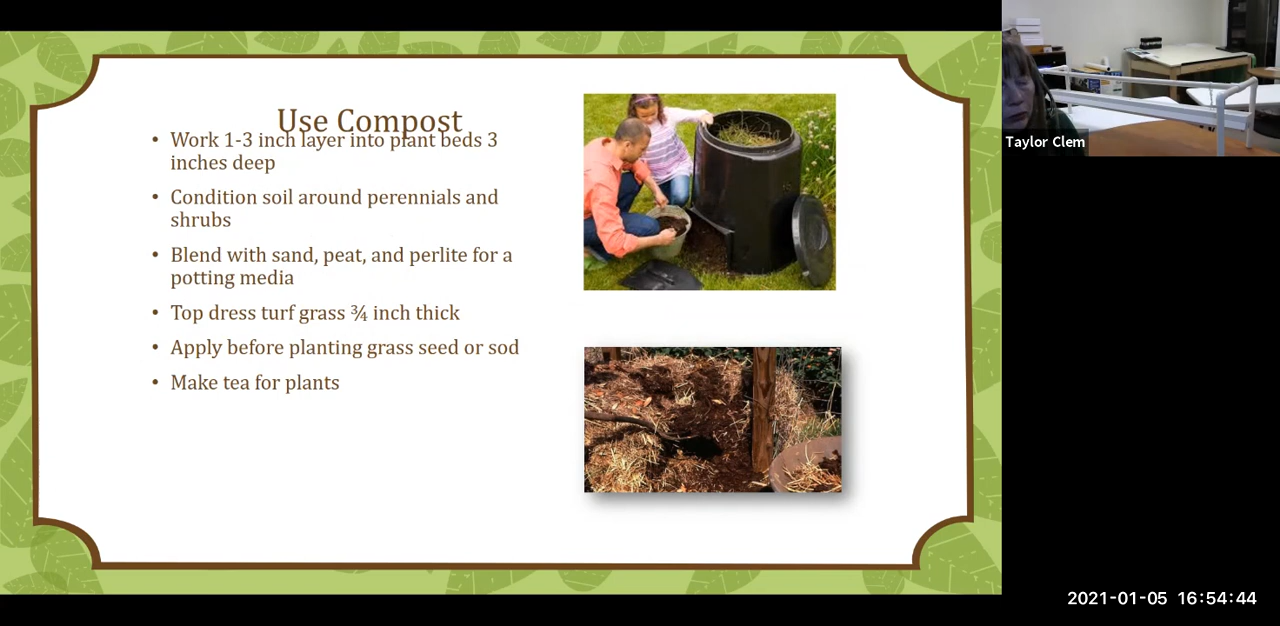 Use Compost
• Work 1-3 inch layer into plant beds 3
inches deep
• Condition soil around perennials and
shrubs
• Blend with sand, peat, and perlite for a
potting media
• Top dress turf grass ¾ inch thick
• Apply before planting grass seed or sod
• Make tea for plants
Taylor Clem
2021-01-05 16:54:44